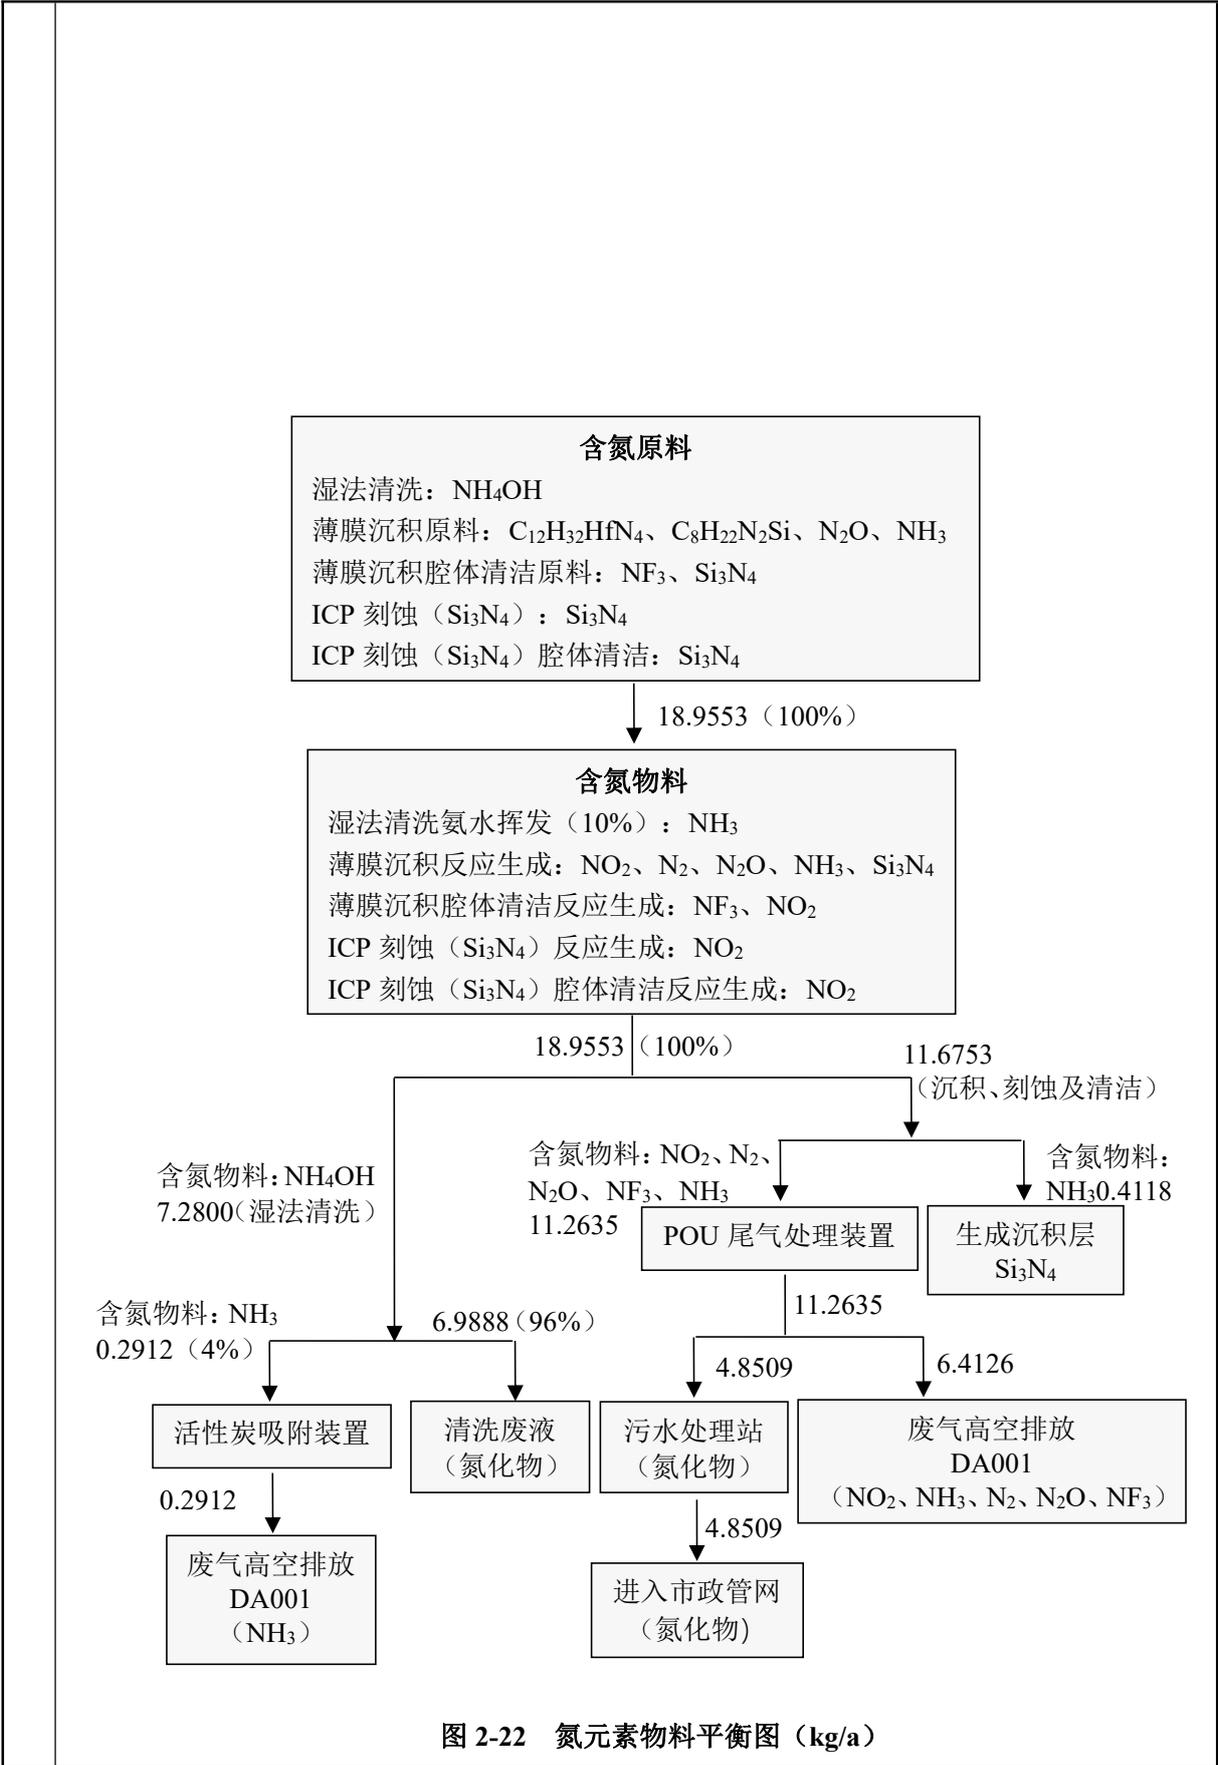 含氮原料
湿法清洗：NH₄OH
薄膜沉积原料：C₁₂H₃₂HfN₄、C₈H₂₂N₂Si、N₂O、NH₃
薄膜沉积腔体清洁原料：NF₃、Si₃N₄
ICP 刻蚀（Si₃N₄）：Si₃N₄
ICP 刻蚀（Si₃N₄）腔体清洁：Si₃N₄
18.9553（100%）
含氮物料
湿法清洗氨水挥发（10%）：NH₃
薄膜沉积反应生成：NO₂、N₂、N₂O、NH₃、Si₃N₄
薄膜沉积腔体清洁反应生成：NF₃、NO₂
ICP 刻蚀（Si₃N₄）反应生成：NO₂
ICP 刻蚀（Si₃N₄）腔体清洁反应生成：NO₂
18.9553（100%）
11.6753
（沉积、刻蚀及清洁）
含氮物料：NH₄OH
7.2800（湿法清洗）
含氮物料：NO₂、N₂、
N₂O、NF₃、NH₃
11.2635
含氮物料：
NH₃0.4118
POU 尾气处理装置
生成沉积层
Si₃N₄
11.2635
含氮物料：NH₃
0.2912（4%）
6.9888（96%）
4.8509
6.4126
活性炭吸附装置
清洗废液
（氮化物）
污水处理站
（氮化物）
废气高空排放
DA001
（NO₂、NH₃、N₂、N₂O、NF₃）
0.2912
4.8509
废气高空排放
DA001
（NH₃）
进入市政管网
（氮化物)
图 2-22 氮元素物料平衡图（kg/a）